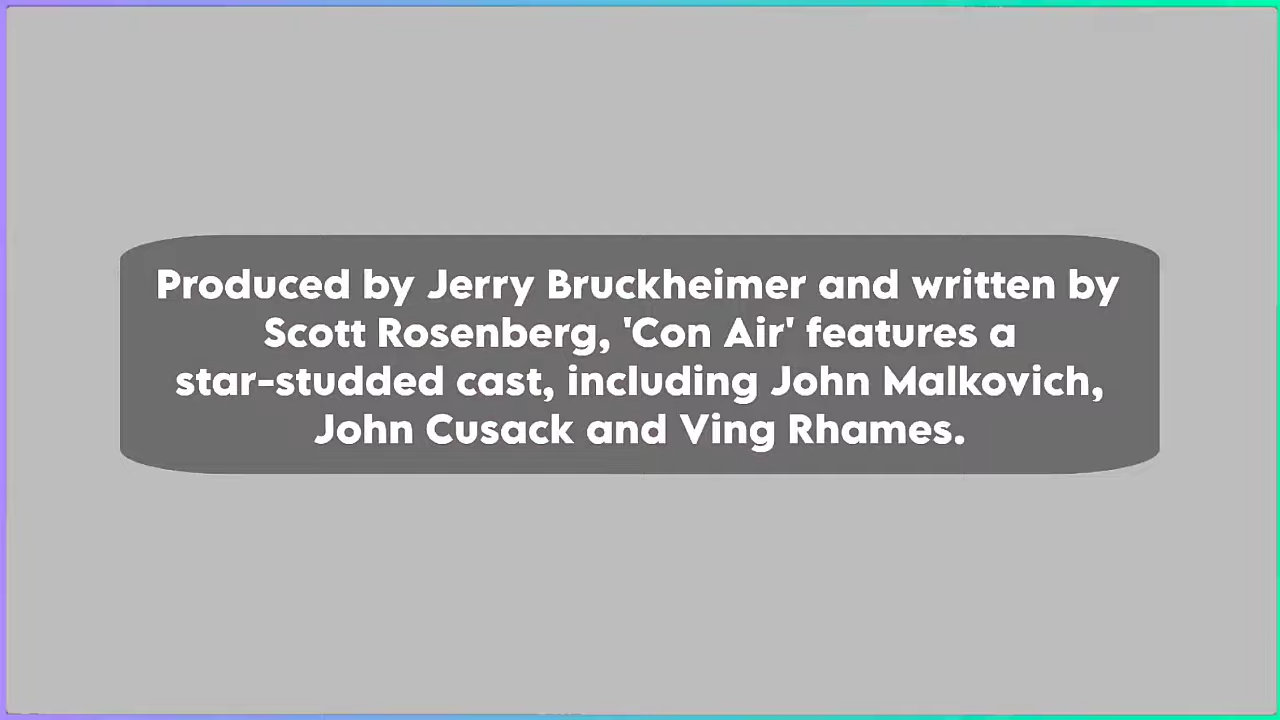 Produced by Jerry Bruckheimer and written by
Scott Rosenberg, 'Con Air' features a
star-studded cast, including John Malkovich,
John Cusack and Ving Rhames.